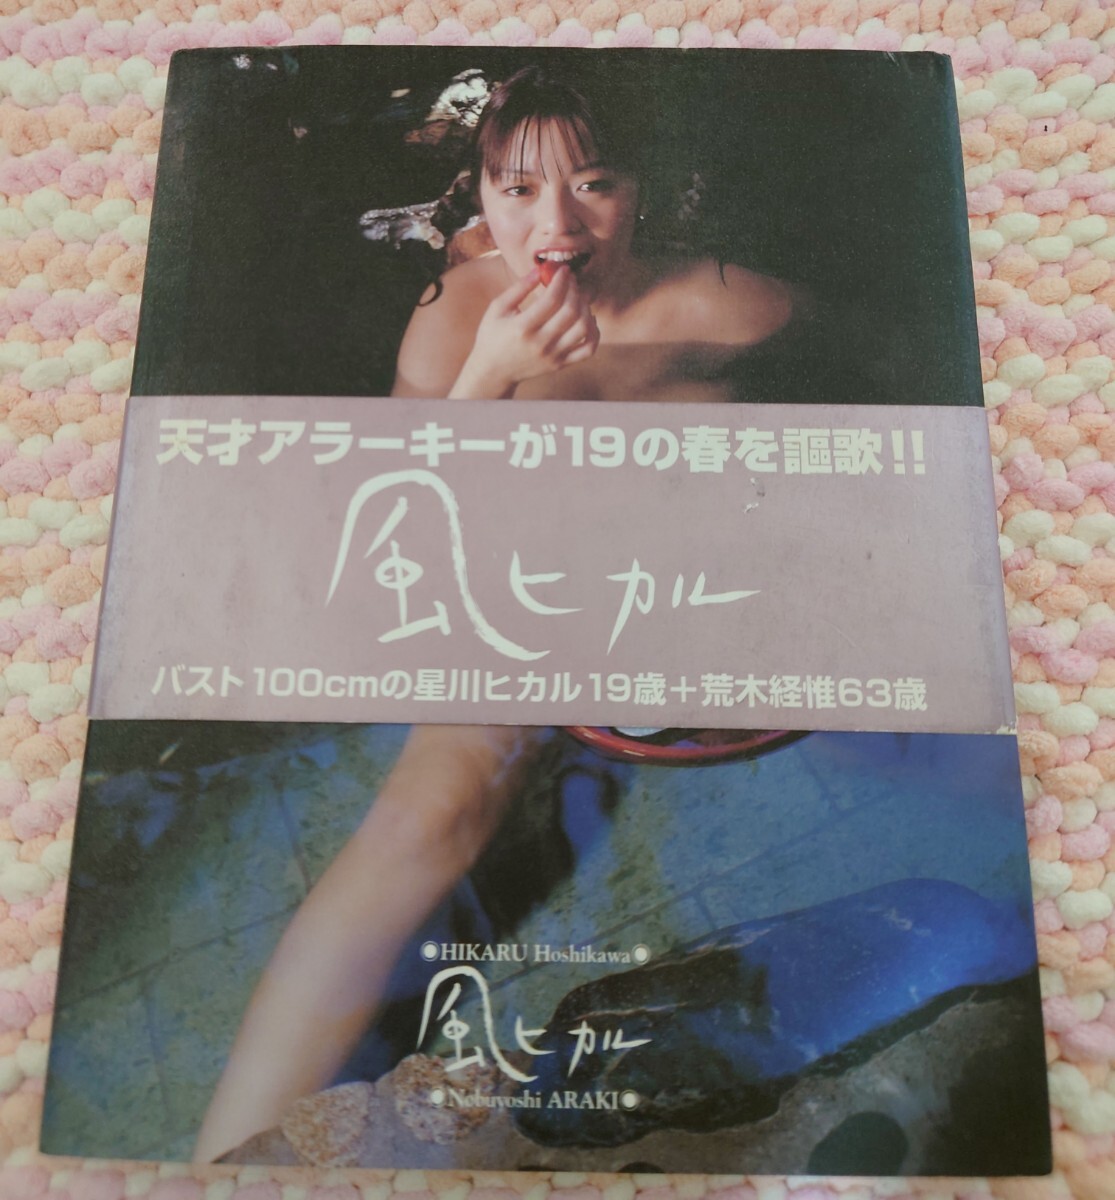 天才アラーキーが19の春を謳歌!!
風ヒカル
バスト100cmの星川ヒカル19歳+荒木経惟63歳
◉HIKARU Hoshikawa◉
風ヒカル
◉Nobuyoshi ARAKI◉